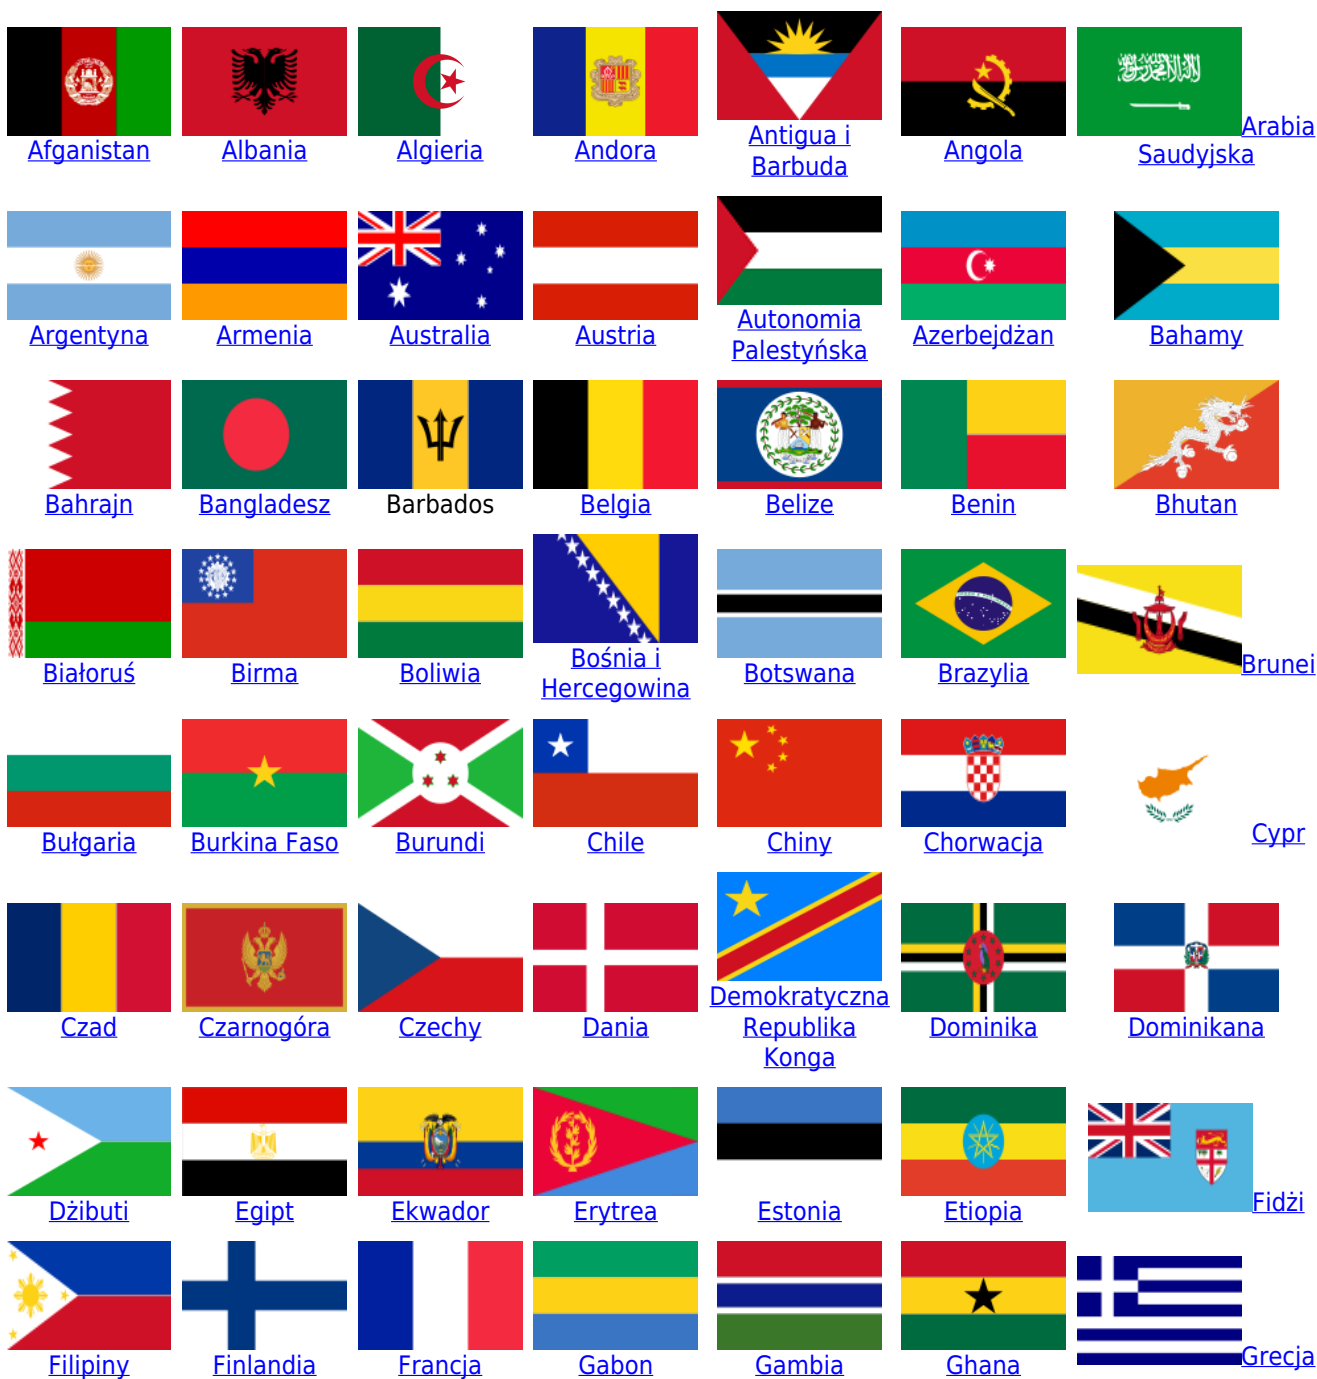 Afganistan
Albania
Algieria
Andora
Antigua i
Barbuda
Angola
Arabia
Saudyjska
Argentyna
Armenia
Australia
Austria
Autonomia
Palestyńska
Azerbejdżan
Bahamy
Bahrajn
Bangladesz
Barbados
Belgia
Belize
Benin
Bhutan
Białoruś
Birma
Boliwia
Bośnia i
Hercegowina
Botswana
Brazylia
Brunei
Bułgaria
Burkina Faso
Burundi
Chile
Chiny
Chorwacja
Cypr
Czad
Czarnogóra
Czechy
Dania
Demokratyczna
Republika
Konga
Dominika
Dominikana
Dżibuti
Egipt
Ekwador
Erytrea
Estonia
Etiopia
Fidżi
Filipiny
Finlandia
Francja
Gabon
Gambia
Ghana
Grecja